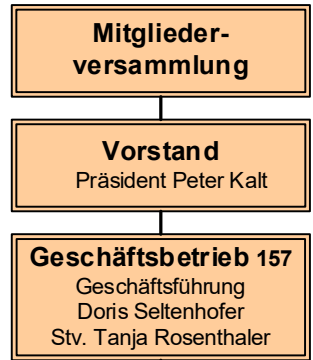 Mitglieder-
versammlung
Vorstand
Präsident Peter Kalt
Geschäftsbetrieb 157
Geschäftsführung
Doris Seltenhofer
Stv. Tanja Rosenthaler